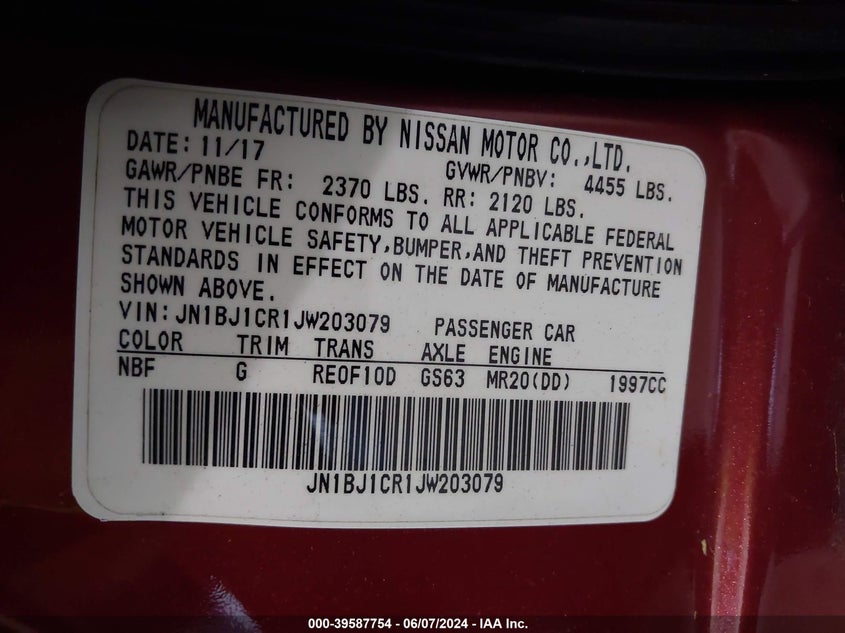 MANUFACTURED BY NISSAN MOTOR CO.,LTD.
DATE: 11/17 GVWR/PNBV: 4455 LBS.
GAWR/PNBE FR: 2370 LBS. RR: 2120 LBS.
THIS VEHICLE CONFORMS TO ALL APPLICABLE FEDERAL
MOTOR VEHICLE SAFETY,BUMPER,AND THEFT PREVENTION
STANDARDS IN EFFECT ON THE DATE OF MANUFACTURE
SHOWN ABOVE.
VIN: JN1BJ1CR1JW203079 PASSENGER CAR
COLOR TRIM TRANS AXLE ENGINE
NBF G RE0F10D GS63 MR20(DD) 1997CC
JN1BJ1CR1JW203079
000-39587754 - 06/07/2024 - IAA Inc.